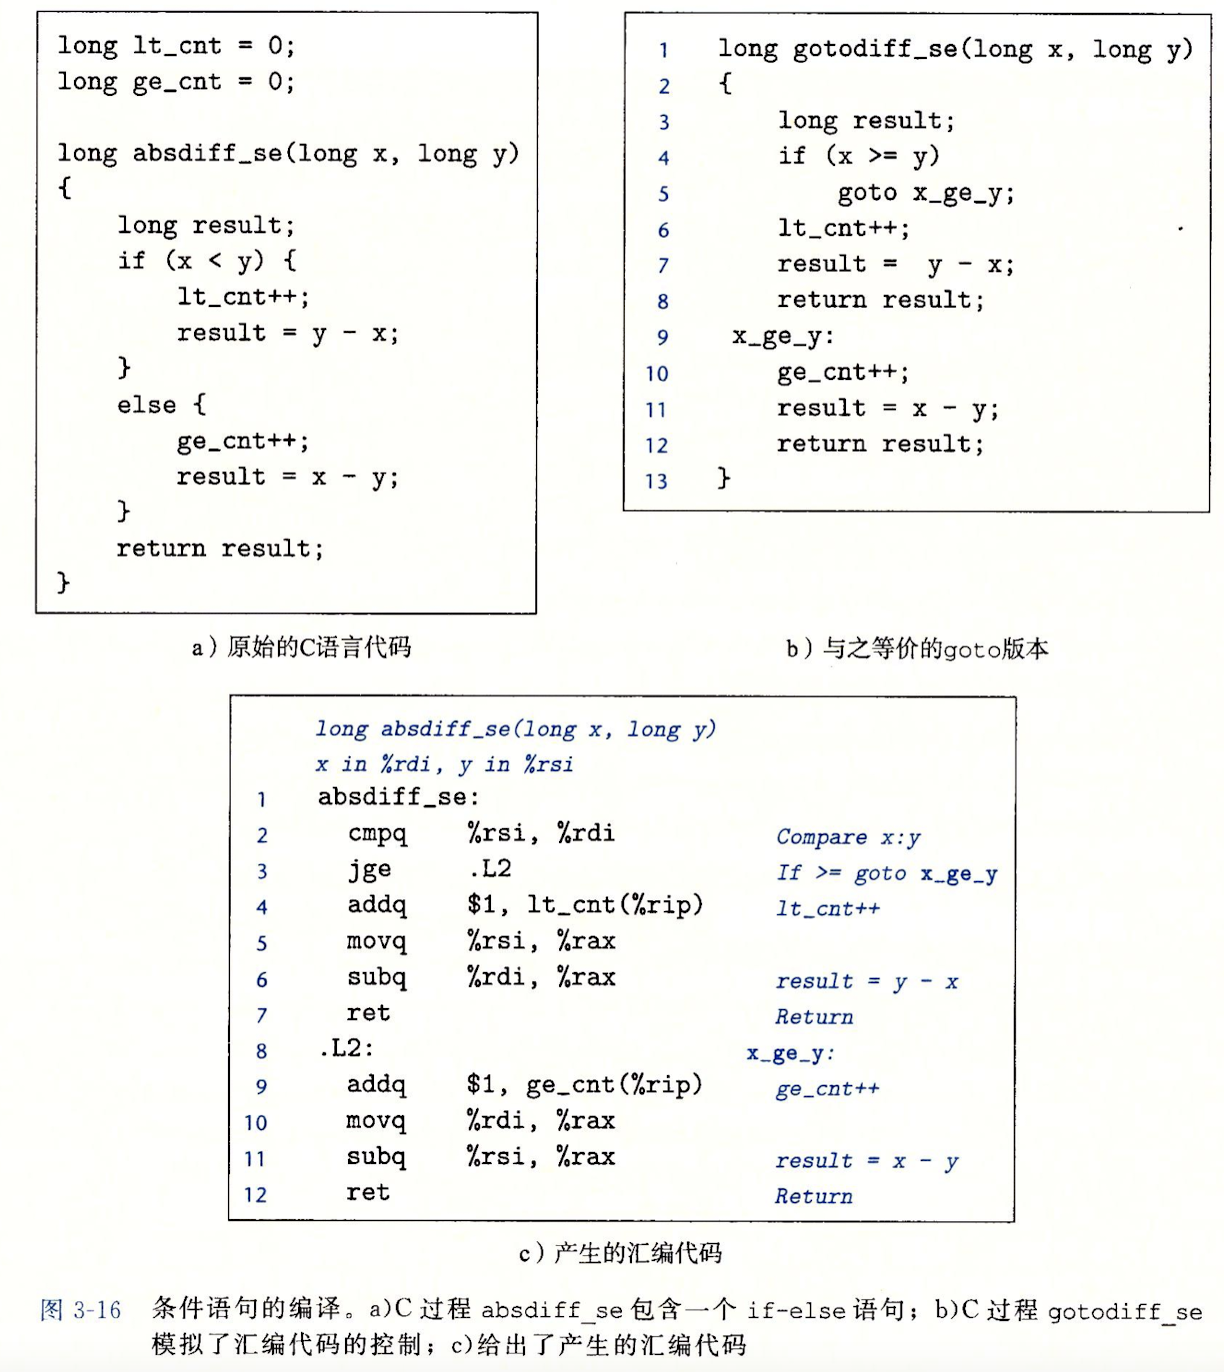 long lt_cnt = 0;
long ge_cnt = 0;
long absdiff_se(long x, long y)
{
    long result;
    if (x < y) {
        lt_cnt++;
        result = y - x;
    }
    else {
        ge_cnt++;
        result = x - y;
    }
    return result;
}
a）原始的C语言代码
1 long gotodiff_se(long x, long y)
2 {
3     long result;
4     if (x >= y)
5         goto x_ge_y;
6     lt_cnt++;
7     result =  y - x;
8     return result;
9  x_ge_y:
10     ge_cnt++;
11     result = x - y;
12     return result;
13 }
b）与之等价的goto版本
long absdiff_se(long x, long y)
x in %rdi, y in %rsi
1 absdiff_se:
2   cmpq    %rsi, %rdi    Compare x:y
3   jge     .L2    If >= goto x_ge_y
4   addq    $1, lt_cnt(%rip)    lt_cnt++
5   movq    %rsi, %rax
6   subq    %rdi, %rax    result = y - x
7   ret    Return
8 .L2:    x_ge_y:
9   addq    $1, ge_cnt(%rip)    ge_cnt++
10   movq    %rdi, %rax
11   subq    %rsi, %rax    result = x - y
12   ret    Return
c）产生的汇编代码
图 3-16 条件语句的编译。a)C 过程 absdiff_se 包含一个 if-else 语句；b)C 过程 gotodiff_se
模拟了汇编代码的控制；c)给出了产生的汇编代码